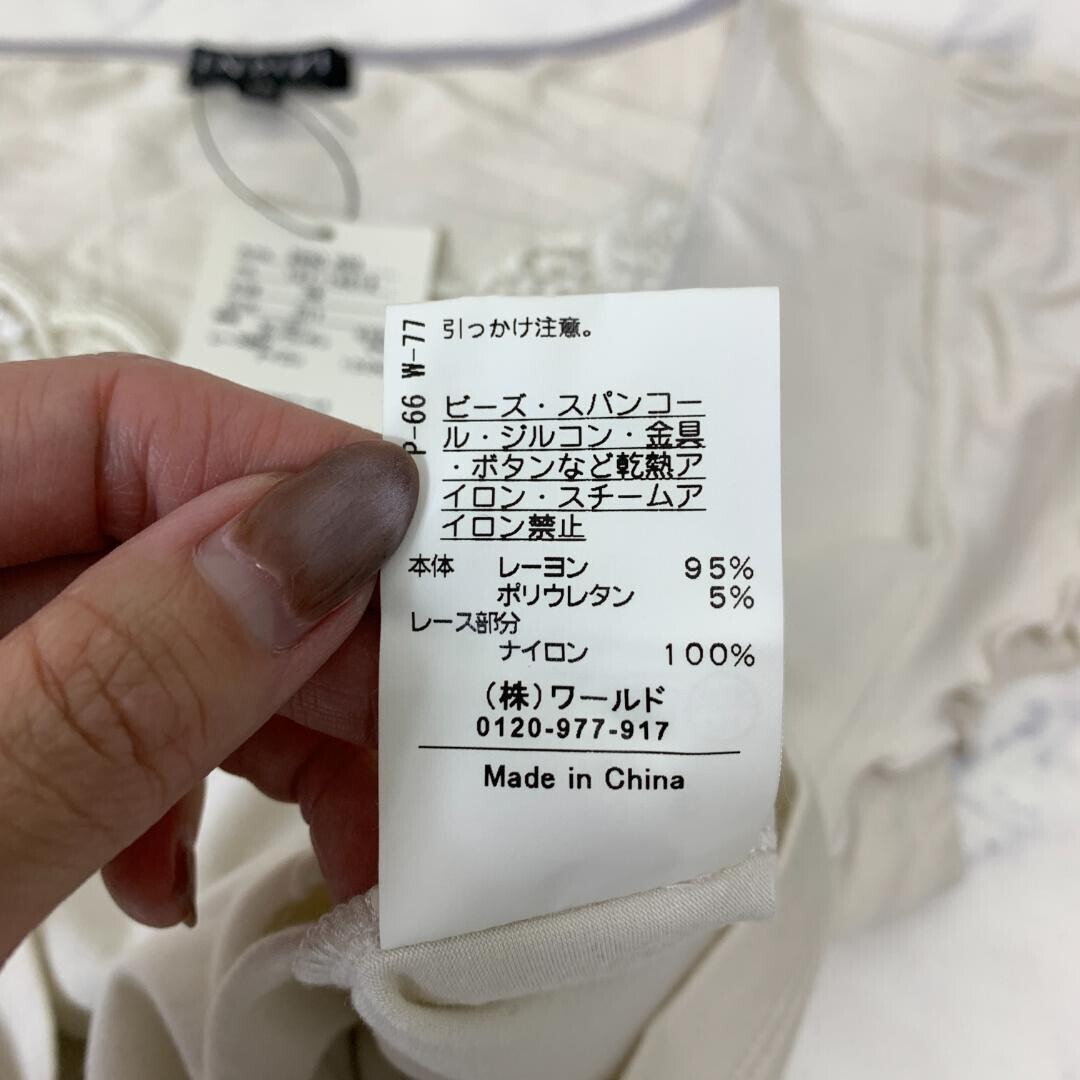 INDIVI
P-66 W-77
引っかけ注意。
ビーズ・スパンコー
ル・ジルコン・金具
・ボタンなど乾熱ア
イロン・スチームア
イロン禁止
本体 レーヨン 95%
ポリウレタン 5%
レース部分
ナイロン 100%
(株)ワールド
0120-977-917
Made in China